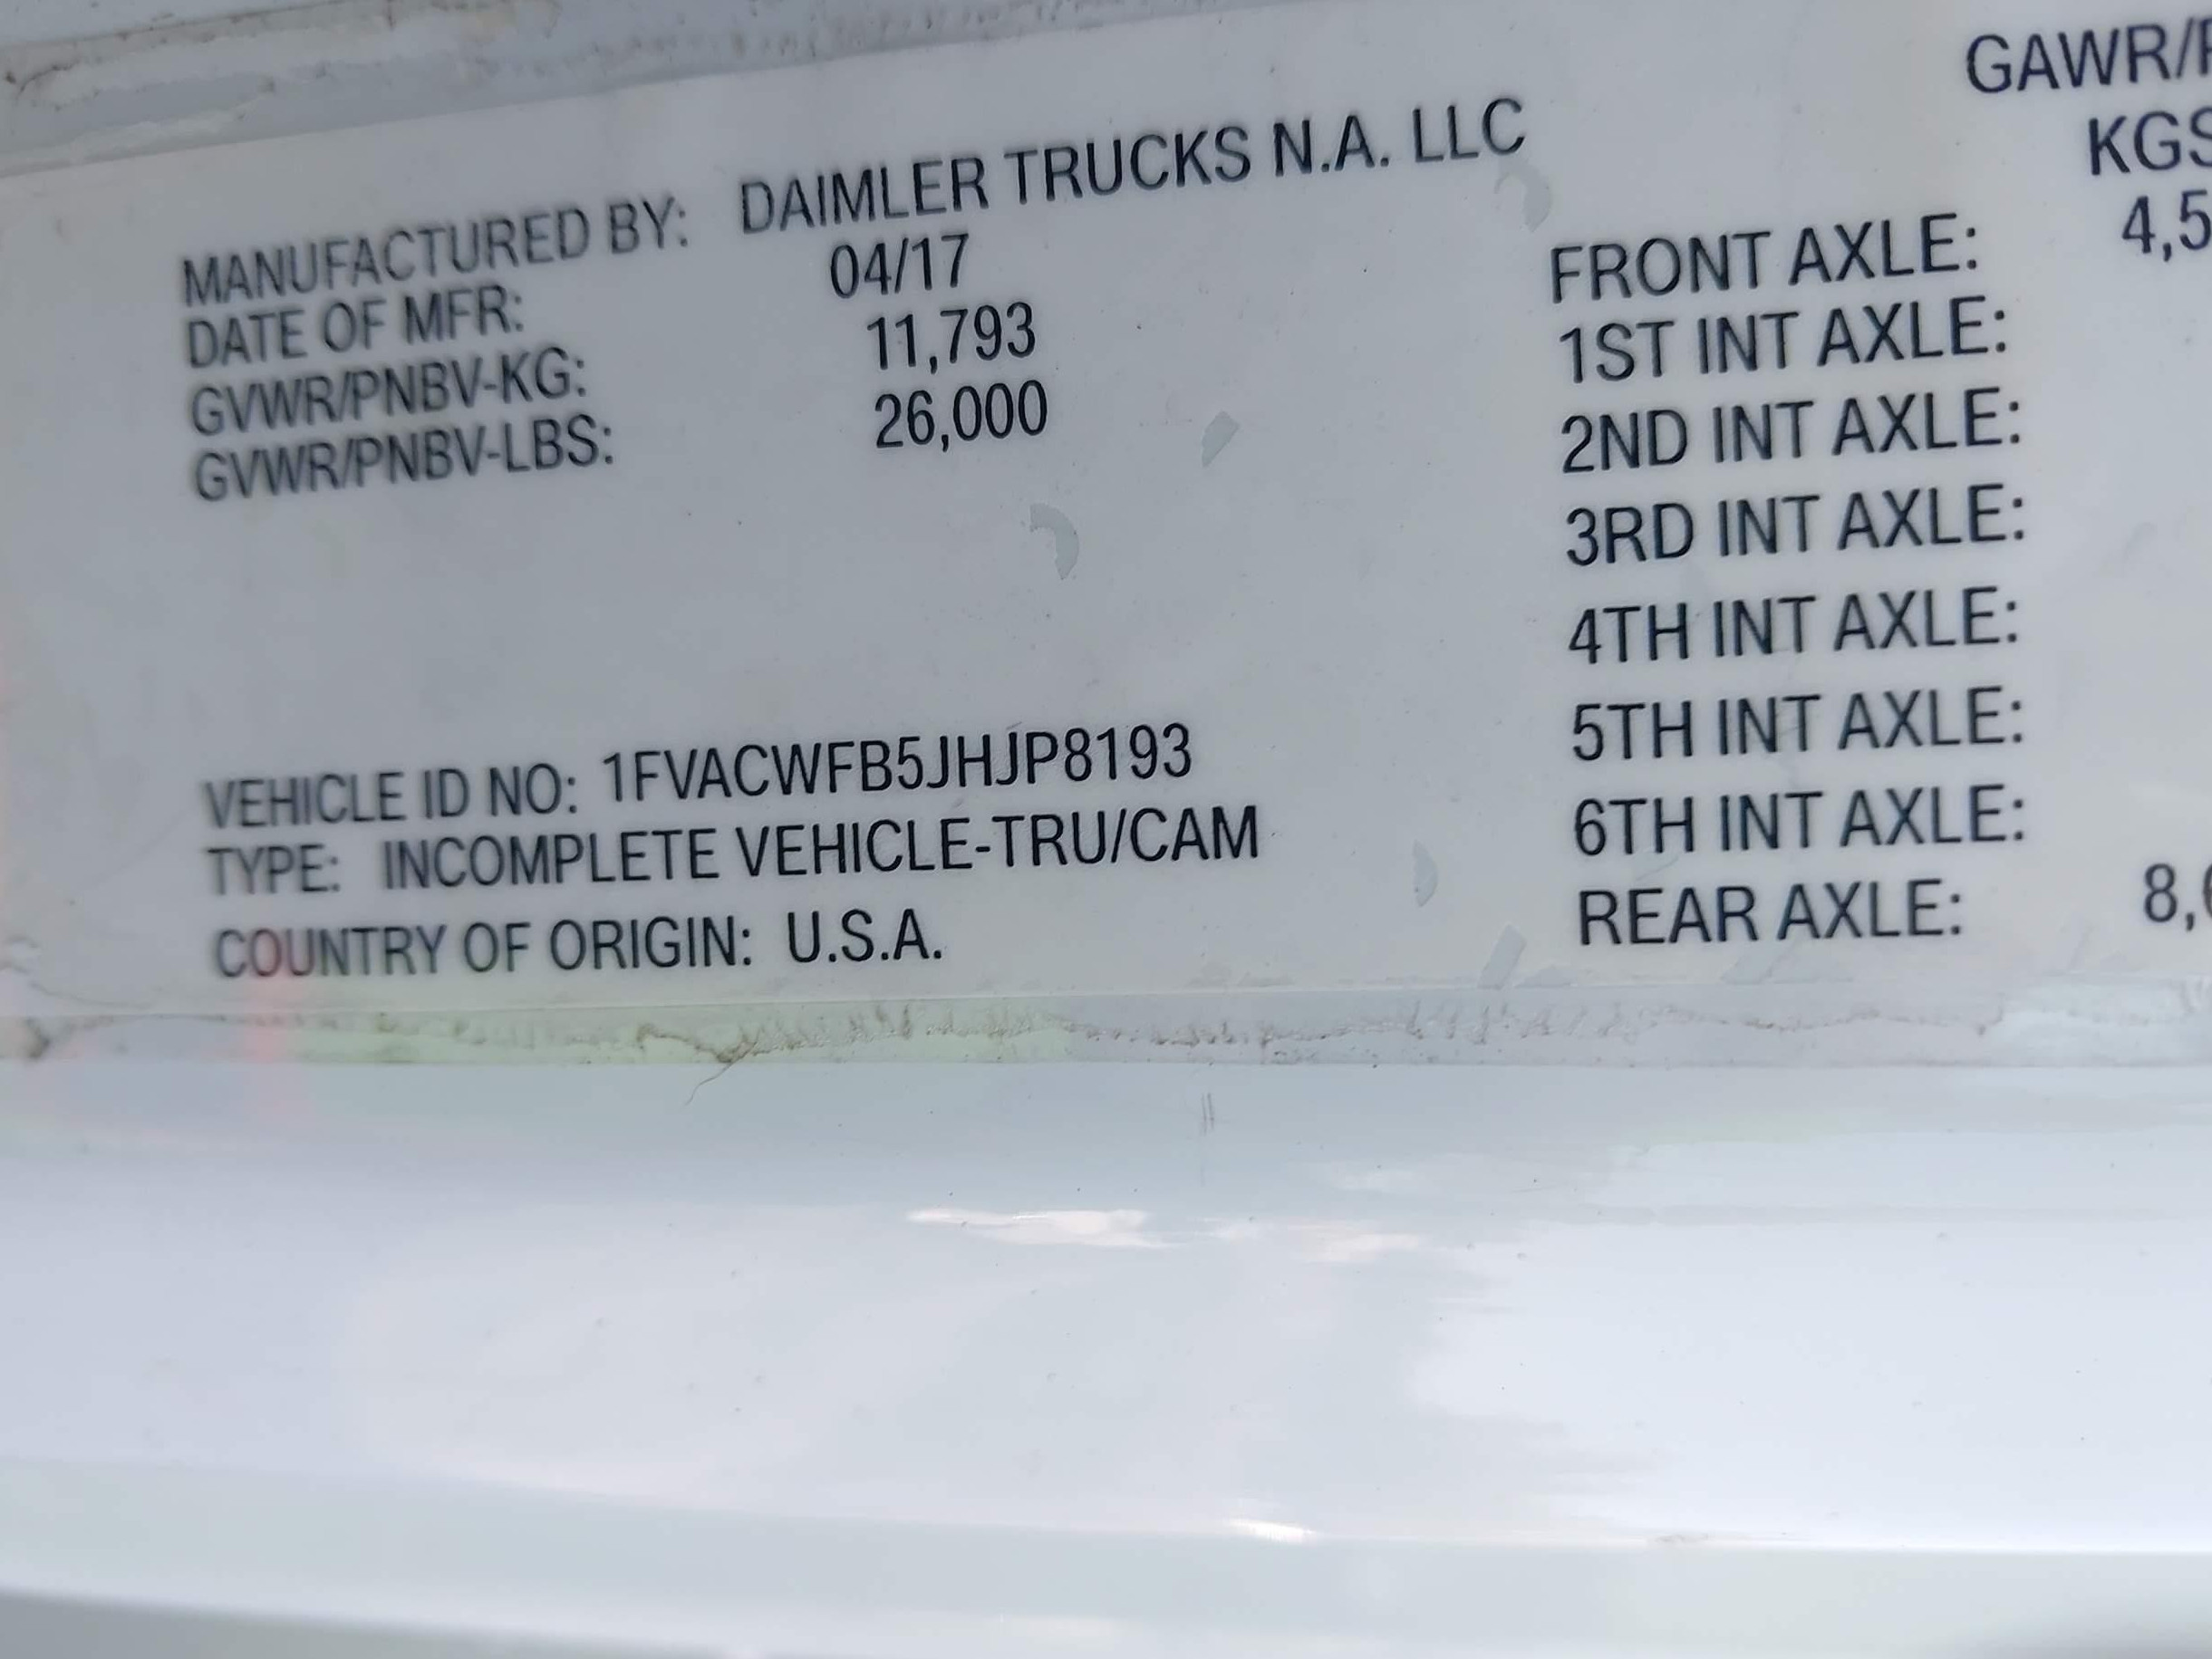 MANUFACTURED BY: DAIMLER TRUCKS N.A. LLC
DATE OF MFR: 04/17
GVWR/PNBV-KG: 11,793
GVWR/PNBV-LBS: 26,000
VEHICLE ID NO: 1FVACWFB5JHJP8193
TYPE: INCOMPLETE VEHICLE-TRU/CAM
COUNTRY OF ORIGIN: U.S.A.
GAWR/
KGS
FRONT AXLE: 4,5
1ST INT AXLE:
2ND INT AXLE:
3RD INT AXLE:
4TH INT AXLE:
5TH INT AXLE:
6TH INT AXLE:
REAR AXLE: 8,